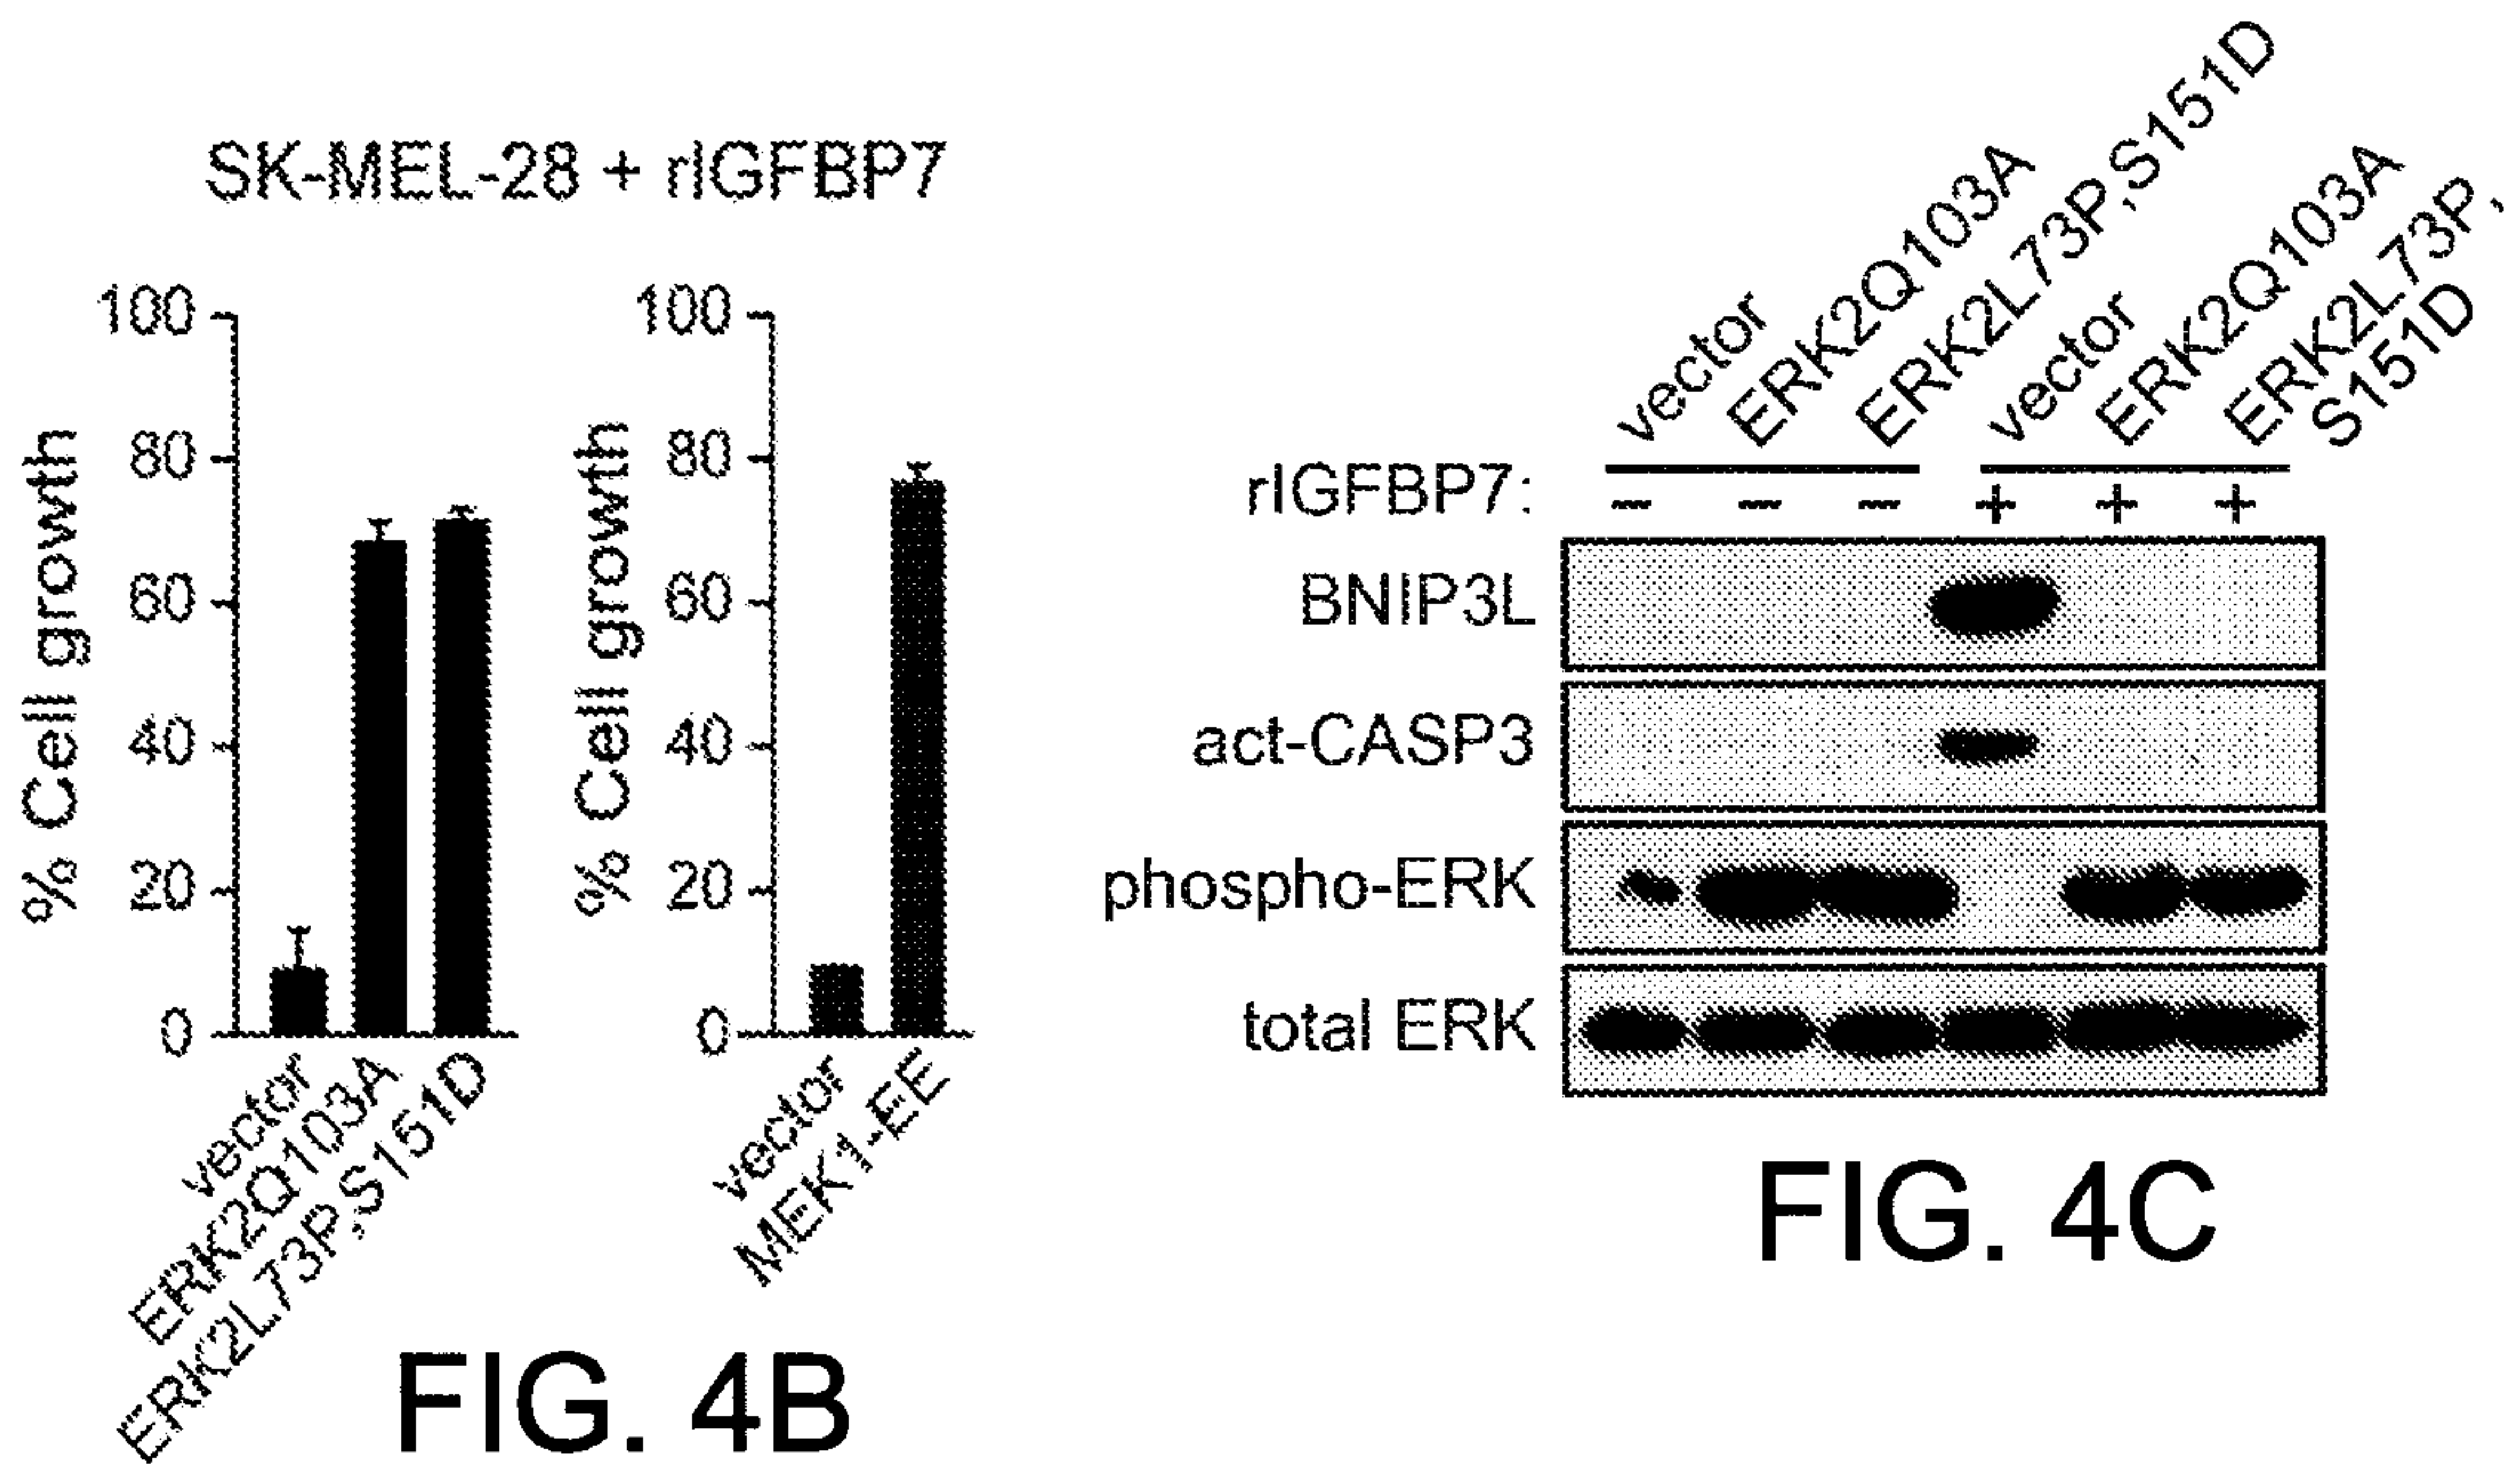 SK-MEL-28 + rIGFBP7
% Cell growth
100
80
60
40
20
0
vector
ERK2Q103A
ERK2L73P,S151D
% Cell growth
100
80
60
40
20
0
vector
MEK1-EE
FIG. 4B
vector
ERK2Q103A
ERK2L73P,S151D
vector
ERK2Q103A
ERK2L73P,
S151D
rIGFBP7: – – – + + +
BNIP3L
act-CASP3
phospho-ERK
total ERK
FIG. 4C